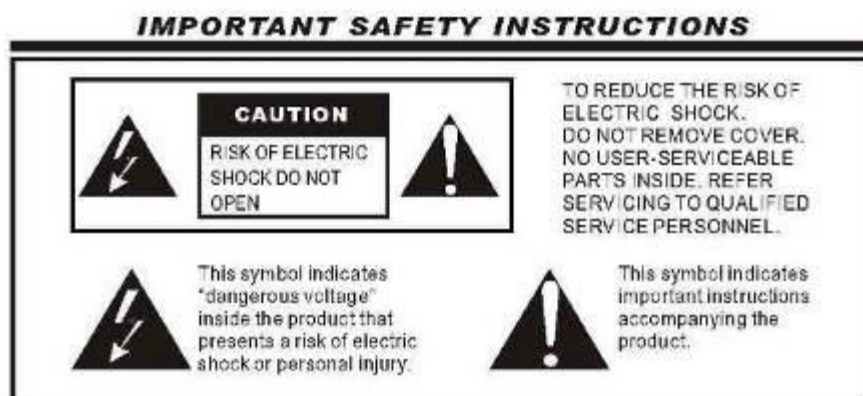 IMPORTANT SAFETY INSTRUCTIONS
CAUTION
RISK OF ELECTRIC
SHOCK DO NOT
OPEN
TO REDUCE THE RISK OF
ELECTRIC SHOCK.
DO NOT REMOVE COVER.
NO USER-SERVICEABLE
PARTS INSIDE. REFER
SERVICING TO QUALIFIED
SERVICE PERSONNEL.
This symbol indicates
"dangerous voltage"
inside the product that
presents a risk of electric
shock or personal injury.
This symbol indicates
important instructions
accompanying the
product.